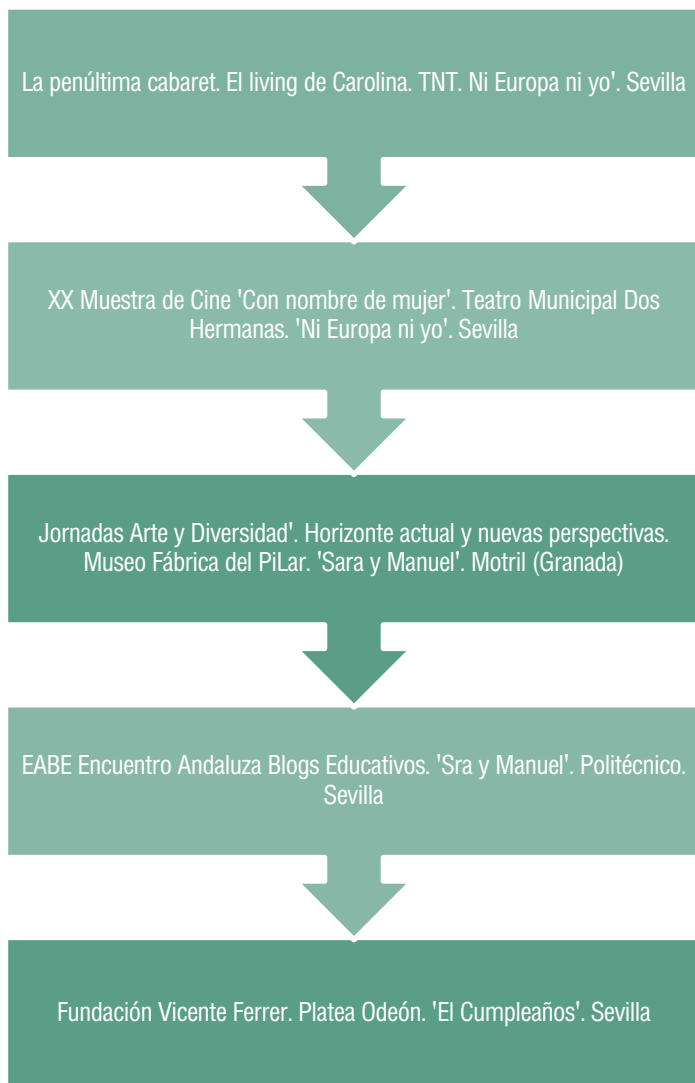 La penúltima cabaret. El living de Carolina. TNT. Ni Europa ni yo'. Sevilla
XX Muestra de Cine 'Con nombre de mujer'. Teatro Municipal Dos
Hermanas. 'Ni Europa ni yo'. Sevilla
Jornadas Arte y Diversidad'. Horizonte actual y nuevas perspectivas.
Museo Fábrica del PiLar. 'Sara y Manuel'. Motril (Granada)
EABE Encuentro Andaluza Blogs Educativos. 'Sra y Manuel'. Politécnico.
Sevilla
Fundación Vicente Ferrer. Platea Odeón. 'El Cumpleaños'. Sevilla